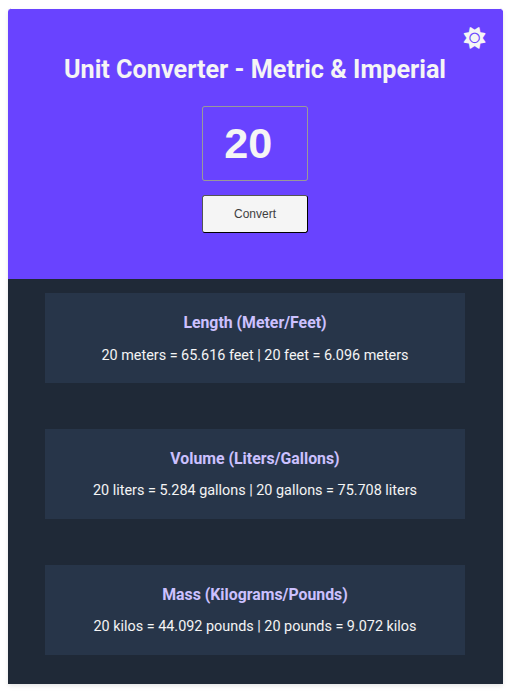 Unit Converter - Metric & Imperial
20
Convert
Length (Meter/Feet)
20 meters = 65.616 feet | 20 feet = 6.096 meters
Volume (Liters/Gallons)
20 liters = 5.284 gallons | 20 gallons = 75.708 liters
Mass (Kilograms/Pounds)
20 kilos = 44.092 pounds | 20 pounds = 9.072 kilos